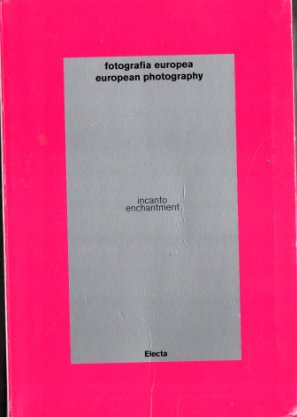 fotografia europea
european photography
incanto
enchantment
Electa